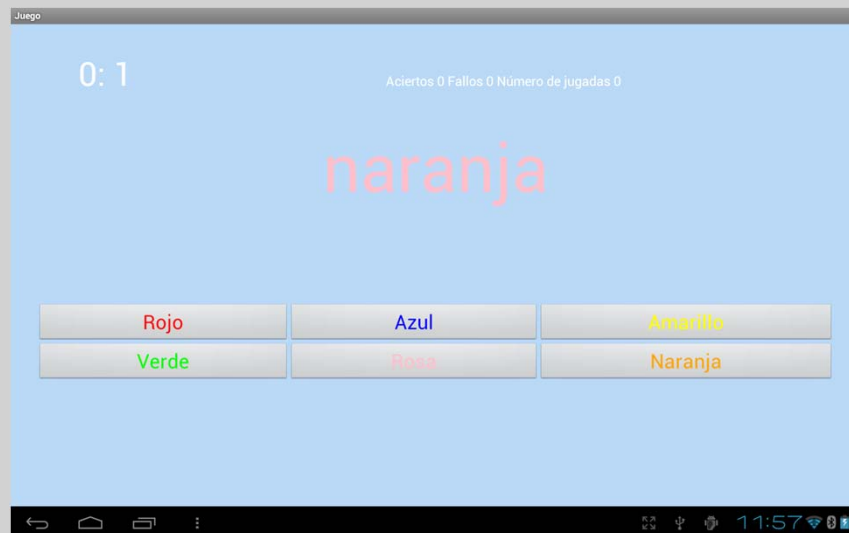 Juego
0: 1
Aciertos 0 Fallos 0 Número de jugadas 0
naranja
Rojo Azul Amarillo
Verde Rosa Naranja
11:57